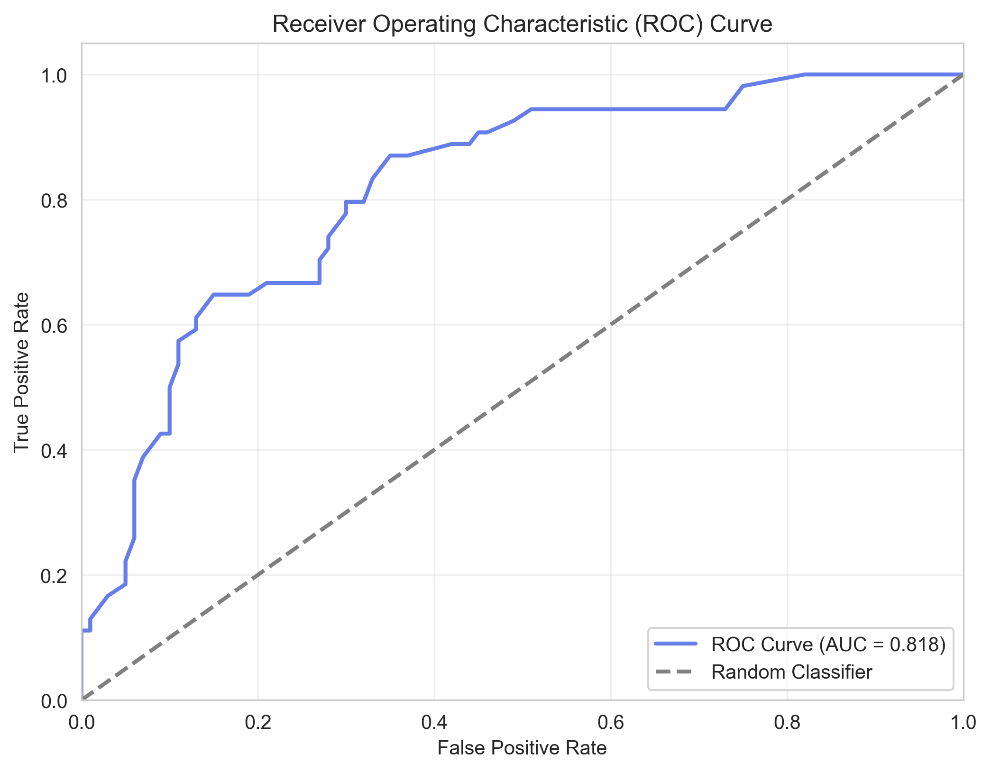 Receiver Operating Characteristic (ROC) Curve
True Positive Rate
1.0
0.8
0.6
0.4
0.2
0.0
0.0 0.2 0.4 0.6 0.8 1.0
False Positive Rate
ROC Curve (AUC = 0.818)
Random Classifier